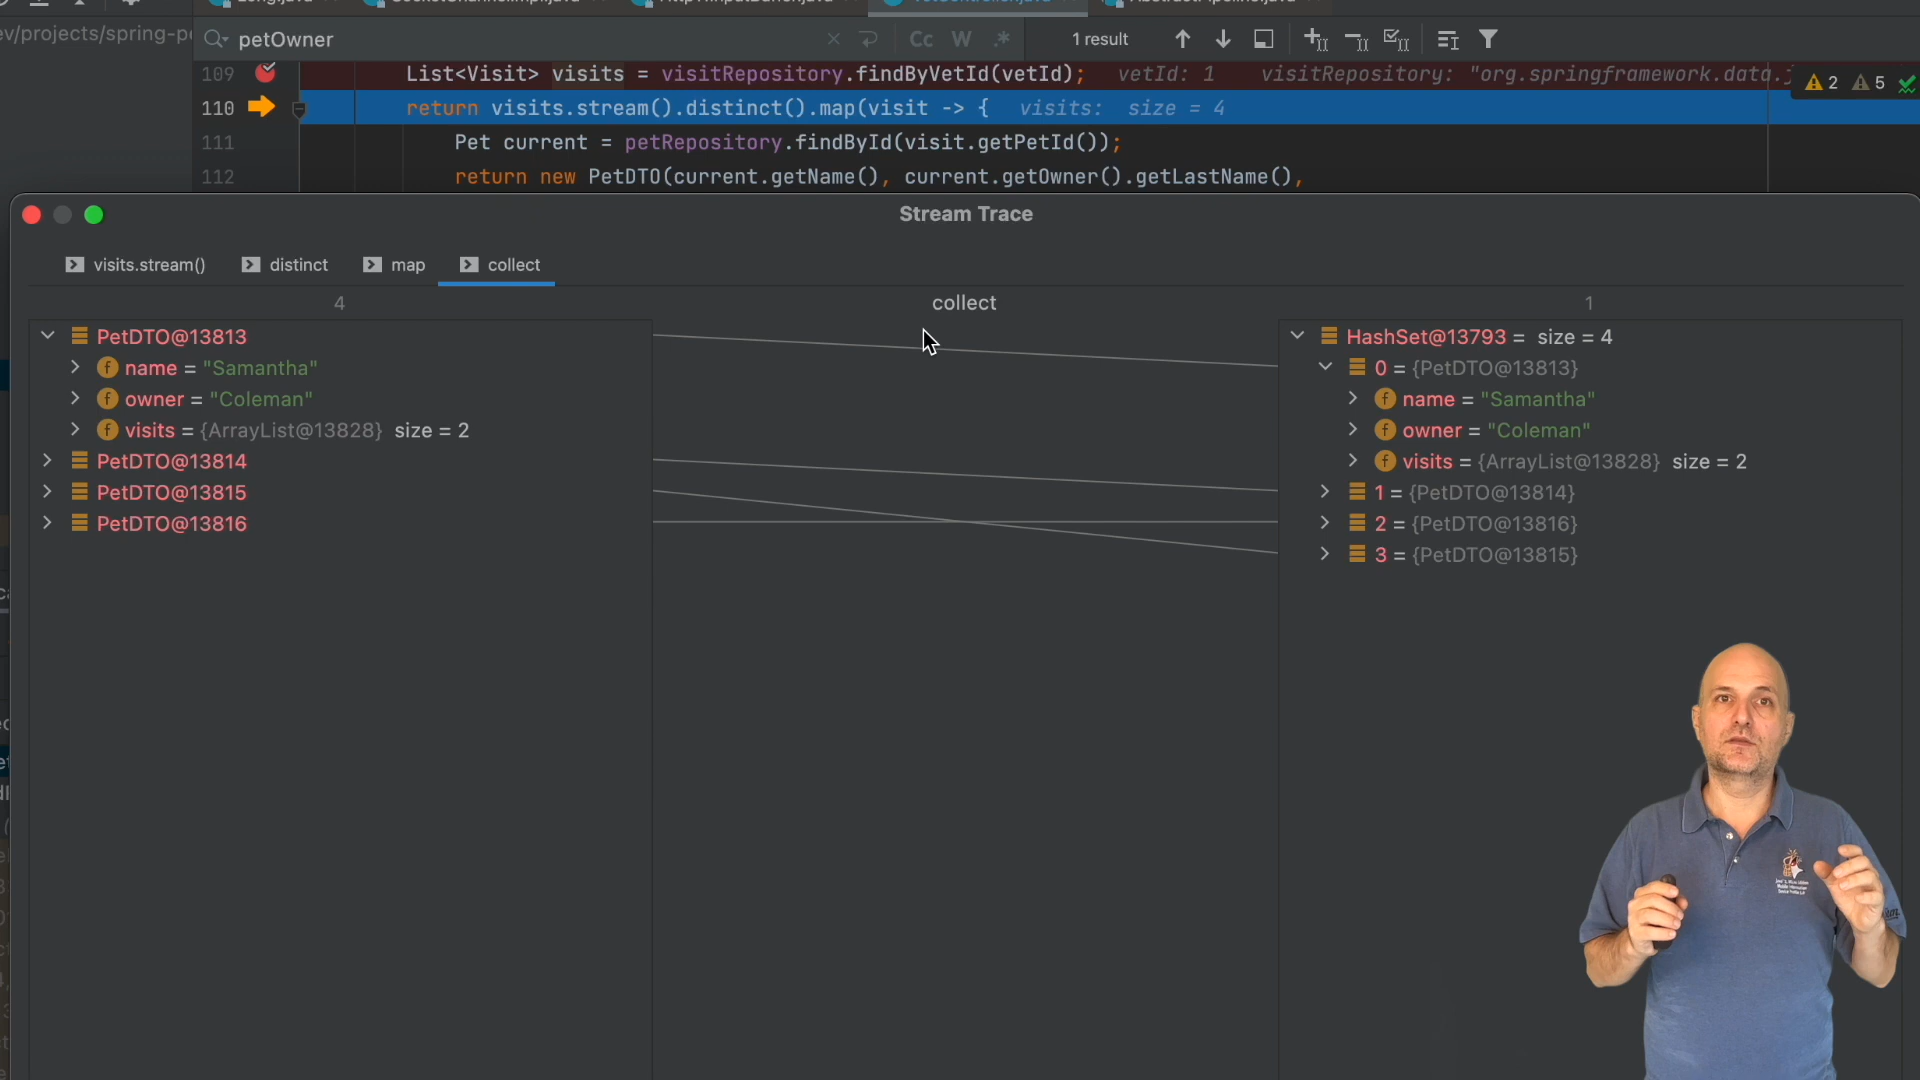 v/projects/spring-p
petOwner
Cc W .* 1 result
109 List<Visit> visits = visitRepository.findByVetId(vetId); vetId: 1 visitRepository: "org.springframework.data.j
2 5
110 return visits.stream().distinct().map(visit -> { visits: size = 4
111 Pet current = petRepository.findById(visit.getPetId());
112 return new PetDTO(current.getName(), current.getOwner().getLastName(),
Stream Trace
visits.stream() distinct map collect
4 collect 1
PetDTO@13813
name = "Samantha"
owner = "Coleman"
visits = {ArrayList@13828} size = 2
PetDTO@13814
PetDTO@13815
PetDTO@13816
HashSet@13793 = size = 4
0 = {PetDTO@13813}
name = "Samantha"
owner = "Coleman"
visits = {ArrayList@13828} size = 2
1 = {PetDTO@13814}
2 = {PetDTO@13816}
3 = {PetDTO@13815}